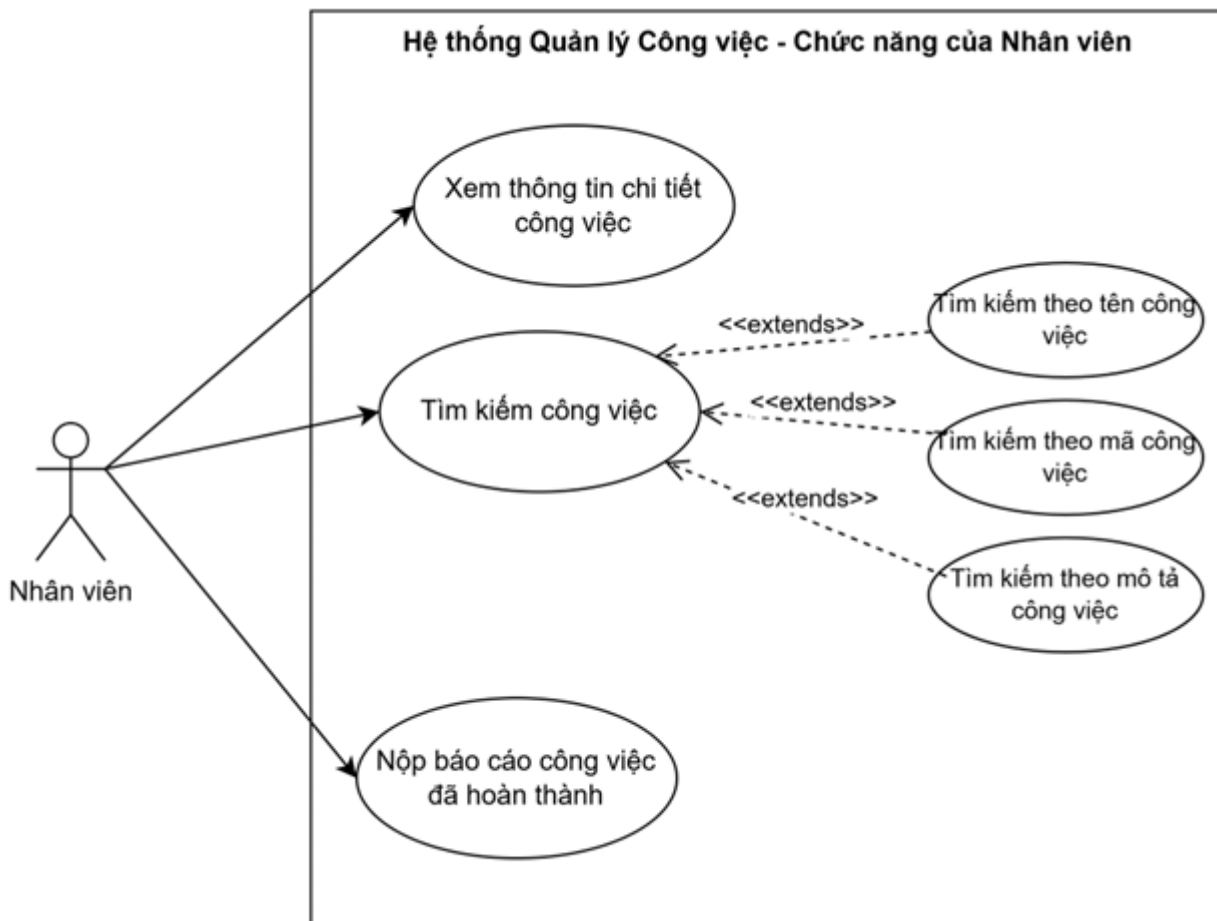 Hệ thống Quản lý Công việc - Chức năng của Nhân viên
Xem thông tin chi tiết
công việc
<<extends>>
Tìm kiếm theo tên công
việc
Tìm kiếm công việc
<<extends>>
Tìm kiếm theo mã công
việc
<<extends>>
Tìm kiếm theo mô tả
công việc
Nhân viên
Nộp báo cáo công việc
đã hoàn thành